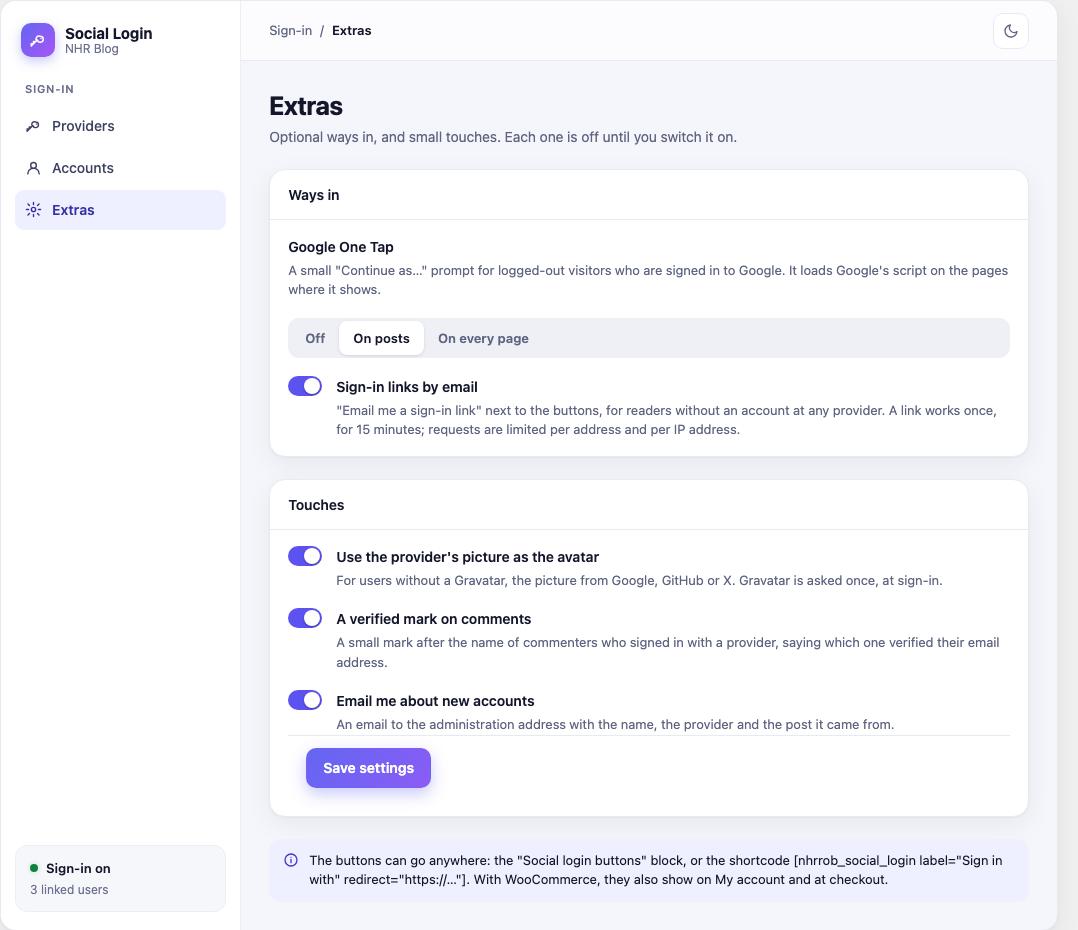 Social Login
NHR Blog
SIGN-IN
Providers
Accounts
Extras
Sign-in on
3 linked users
Sign-in / Extras
Extras
Optional ways in, and small touches. Each one is off until you switch it on.
Ways in
Google One Tap
A small "Continue as…" prompt for logged-out visitors who are signed in to Google. It loads Google's script on the pages
where it shows.
Off On posts On every page
Sign-in links by email
"Email me a sign-in link" next to the buttons, for readers without an account at any provider. A link works once,
for 15 minutes; requests are limited per address and per IP address.
Touches
Use the provider's picture as the avatar
For users without a Gravatar, the picture from Google, GitHub or X. Gravatar is asked once, at sign-in.
A verified mark on comments
A small mark after the name of commenters who signed in with a provider, saying which one verified their email
address.
Email me about new accounts
An email to the administration address with the name, the provider and the post it came from.
Save settings
The buttons can go anywhere: the "Social login buttons" block, or the shortcode [nhrrob_social_login label="Sign in
with" redirect="https://…"]. With WooCommerce, they also show on My account and at checkout.